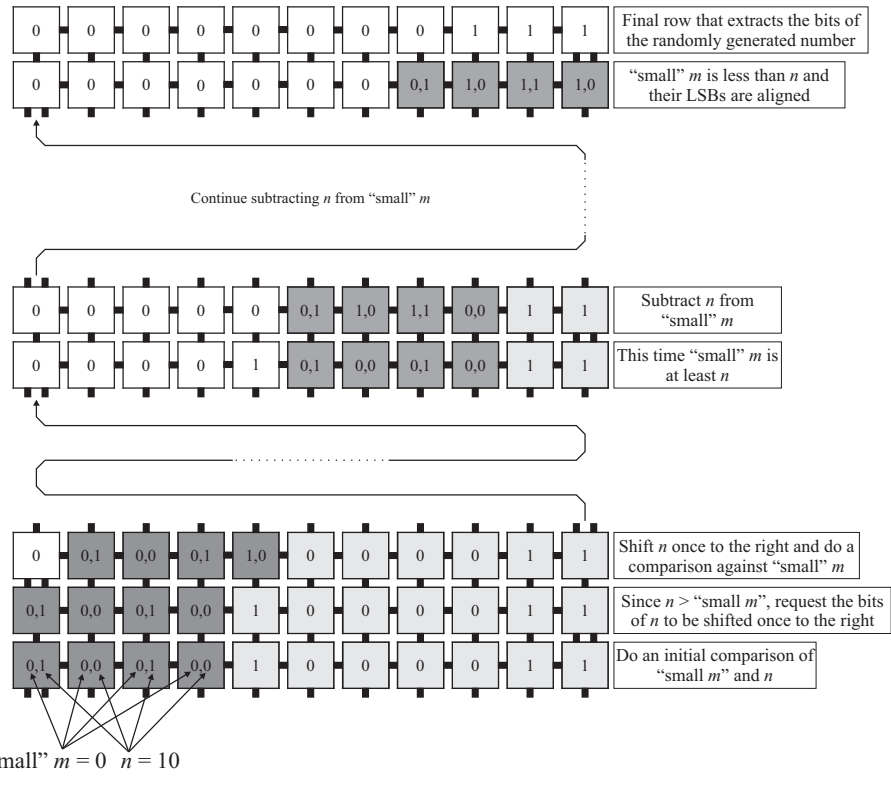 0 0 0 0 0 0 0 0 1 1 1
Final row that extracts the bits of
the randomly generated number
0 0 0 0 0 0 0 0,1 1,0 1,1 1,0
“small” m is less than n and
their LSBs are aligned
Continue subtracting n from “small” m
0 0 0 0 0 0,1 1,0 1,1 0,0 1 1
Subtract n from
“small” m
0 0 0 0 1 0,1 0,0 0,1 0,0 1 1
This time “small” m is
at least n
0 0,1 0,0 0,1 1,0 0 0 0 0 1 1
Shift n once to the right and do a
comparison against “small” m
0,1 0,0 0,1 0,0 1 0 0 0 0 1 1
Since n > “small m”, request the bits
of n to be shifted once to the right
0,1 0,0 0,1 0,0 1 0 0 0 0 1 1
Do an initial comparison of
“small m” and n
mall” m = 0 n = 10